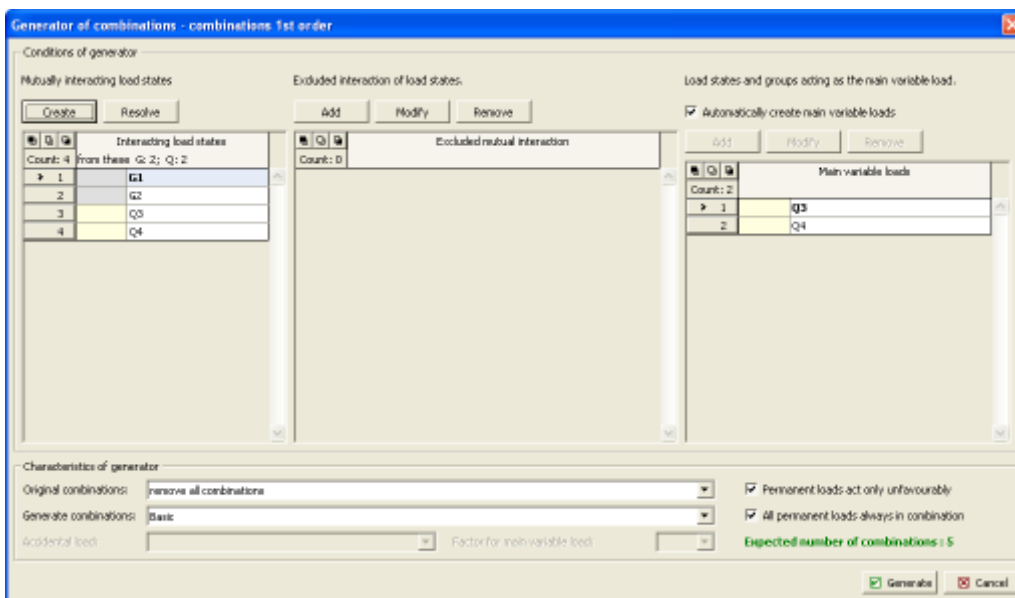 Generator of combinations - combinations 1st order
Conditions of generator
Mutually interacting load states
Create
Resolve
Interacting load states
Count: 4 from these G: 2; Q: 2
1 G1
2 G2
3 Q3
4 Q4
Excluded interaction of load states.
Add
Modify
Remove
Excluded mutual interaction
Count: 0
Load states and groups acting as the main variable load.
Automatically create main variable loads
Add
Modify
Remove
Main variable loads
Count: 2
1 Q3
2 Q4
Characteristics of generator
Original combinations: remove all combinations
Generate combinations: Basic
Accidental load:
Factor for main variable load:
Permanent loads act only unfavourably
All permanent loads always in combination
Expected number of combinations : 5
Generate
Cancel